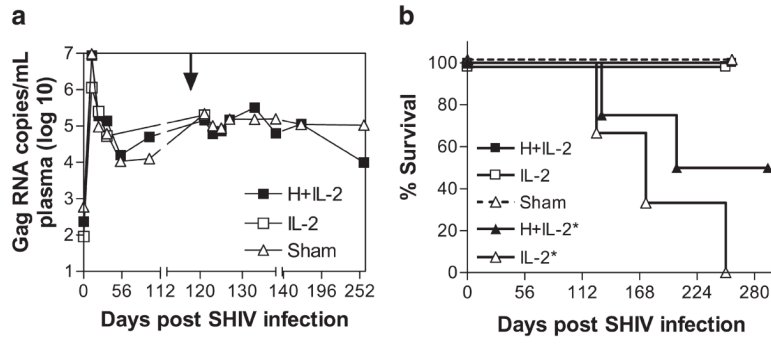 a
Gag RNA copies/mL
plasma (log 10)
7
6
5
4
3
2
1
H+IL-2
IL-2
Sham
0 56 112 120 130 140 196 252
Days post SHIV infection
b
% Survival
100
80
60
40
20
0
H+IL-2
IL-2
Sham
H+IL-2*
IL-2*
0 56 112 168 224 280
Days post SHIV infection